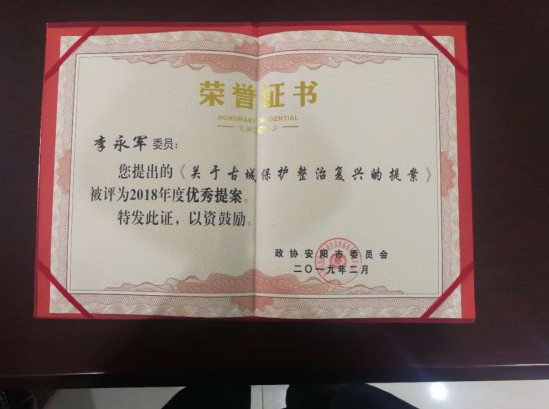 荣誉证书
HONORARY CREDENTIAL
李永军委员：
您提出的《关于古城保护整治复兴的提案》
被评为2018年度优秀提案。
特发此证，以资鼓励。
政协安阳市委员会
二〇一九年二月